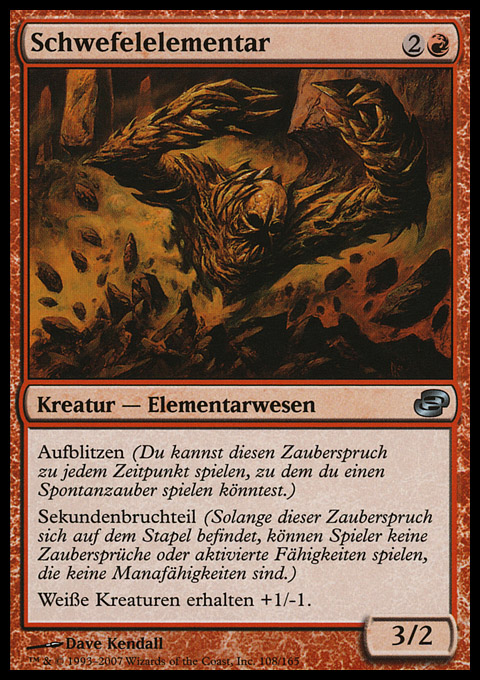 Schwefelelementar 2
Kreatur — Elementarwesen
Aufblitzen (Du kannst diesen Zauberspruch
zu jedem Zeitpunkt spielen, zu dem du einen
Spontanzauber spielen könntest.)
Sekundenbruchteil (Solange dieser Zauberspruch
sich auf dem Stapel befindet, können Spieler keine
Zaubersprüche oder aktivierte Fähigkeiten spielen,
die keine Manafähigkeiten sind.)
Weiße Kreaturen erhalten +1/-1.
3/2
Dave Kendall
™ & © 1993–2007 Wizards of the Coast, Inc. 108/165